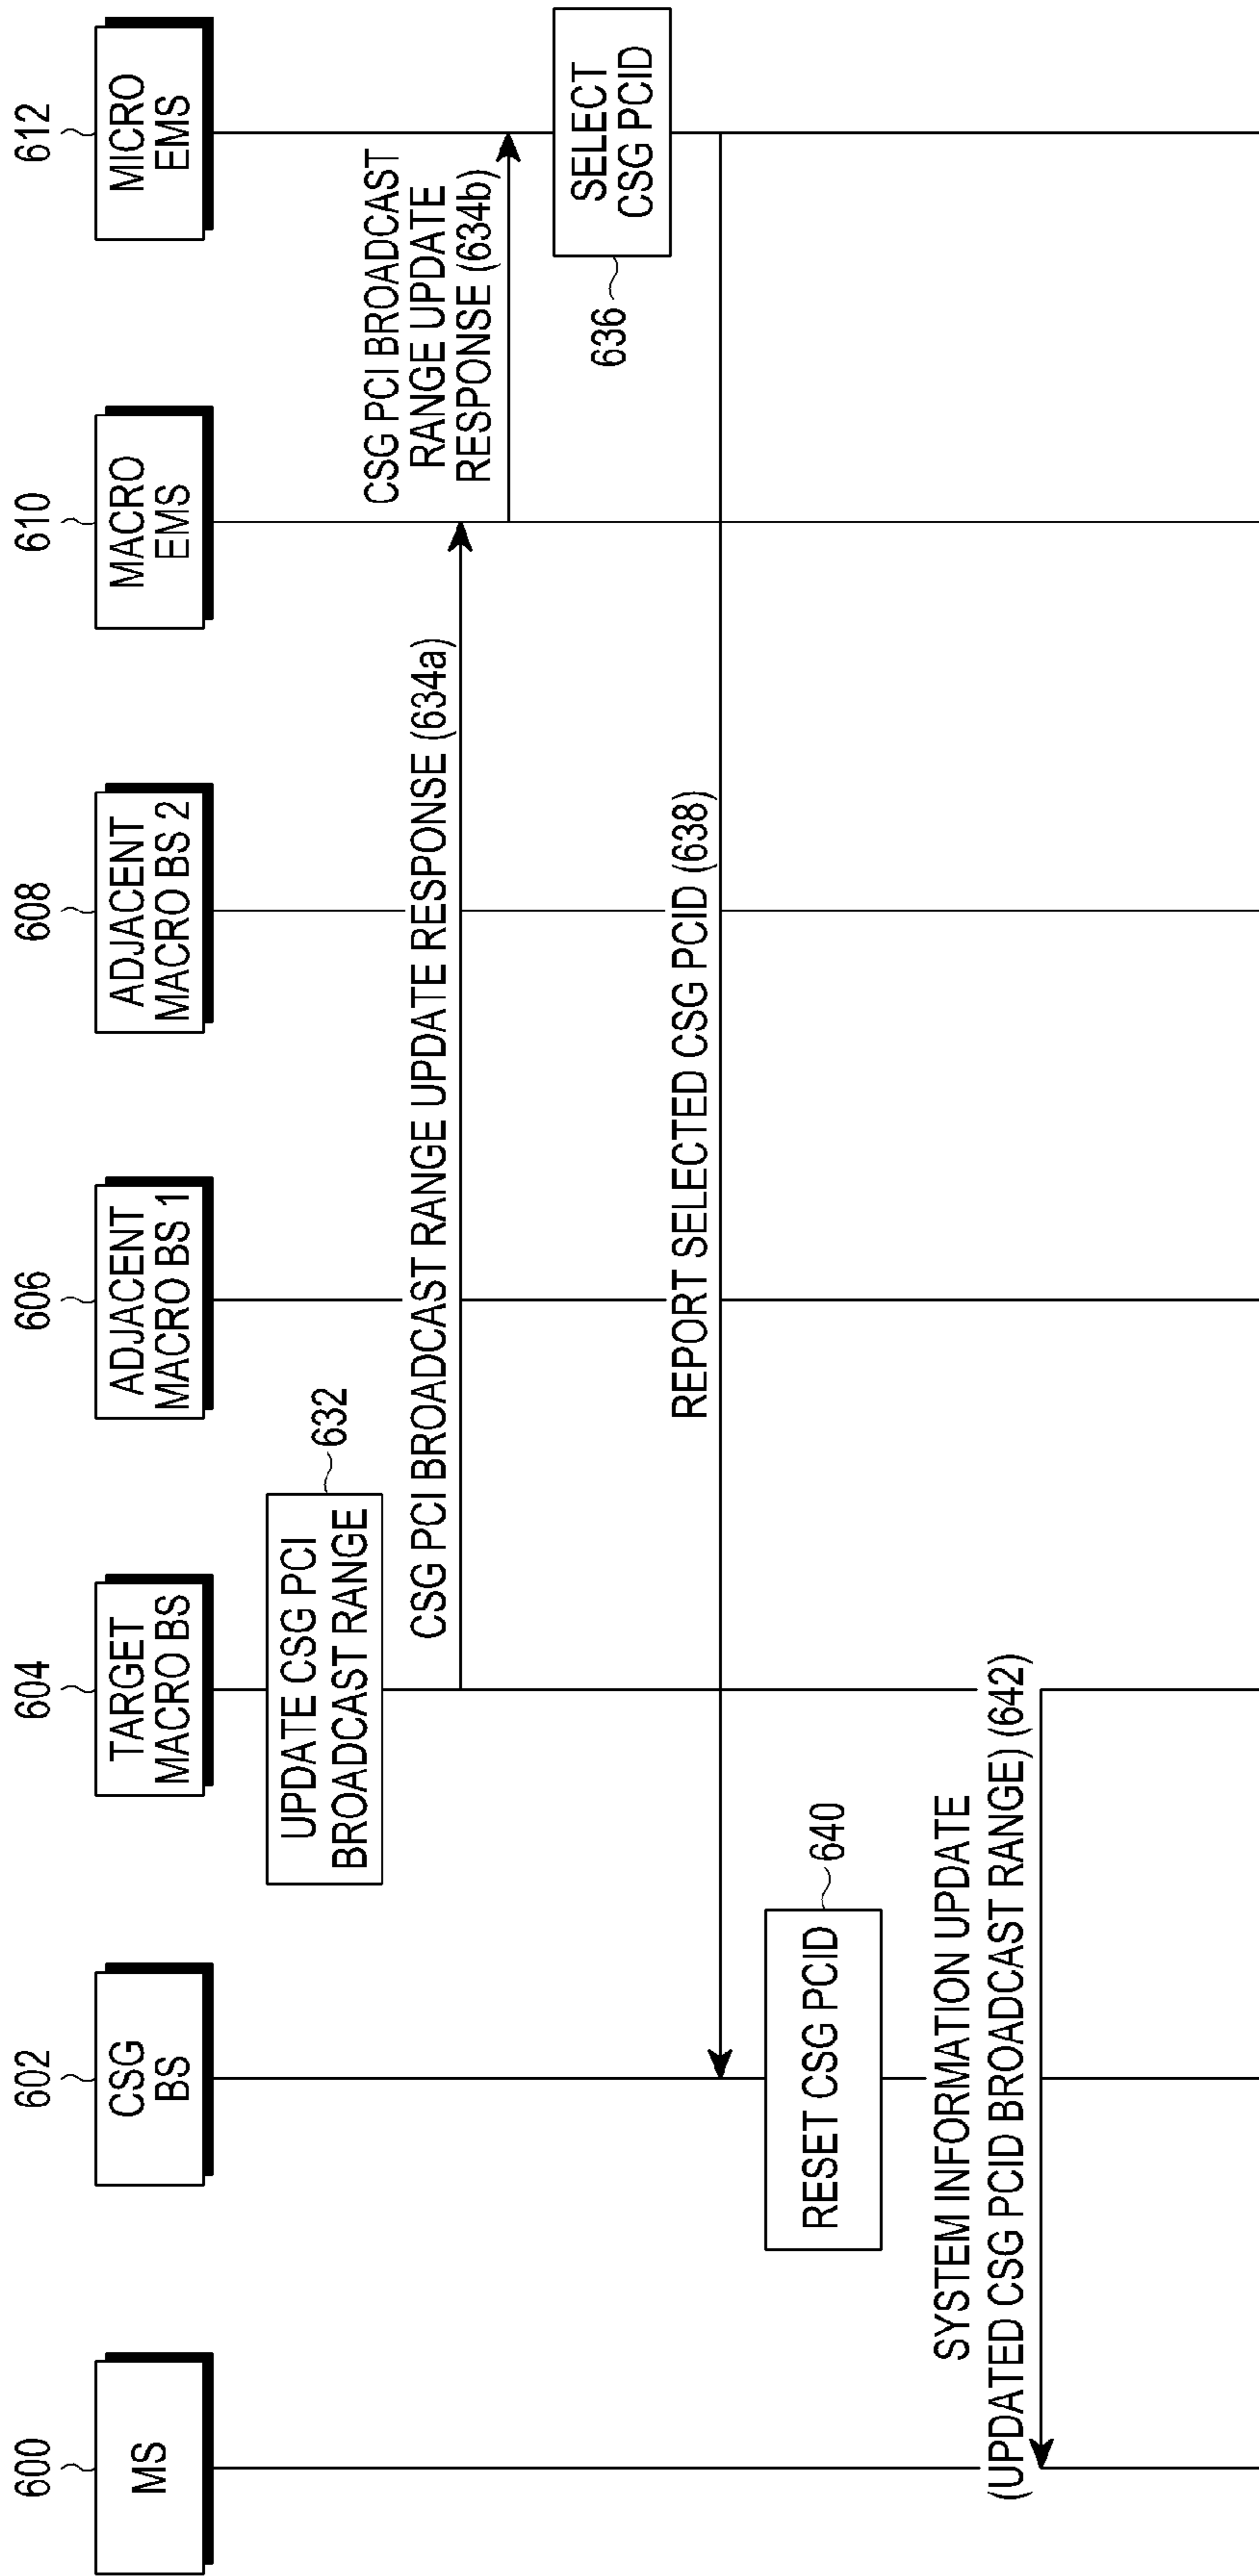 600
602
604
606
608
610
612
MS
CSG
BS
TARGET
MACRO BS
ADJACENT
MACRO BS 1
ADJACENT
MACRO BS 2
MACRO
EMS
MICRO
EMS
UPDATE CSG PCI
BROADCAST RANGE
632
CSG PCI BROADCAST RANGE UPDATE RESPONSE (634a)
CSG PCI BROADCAST
RANGE UPDATE
RESPONSE (634b)
636
SELECT
CSG PCID
REPORT SELECTED CSG PCID (638)
RESET CSG PCID
640
SYSTEM INFORMATION UPDATE
(UPDATED CSG PCID BROADCAST RANGE) (642)